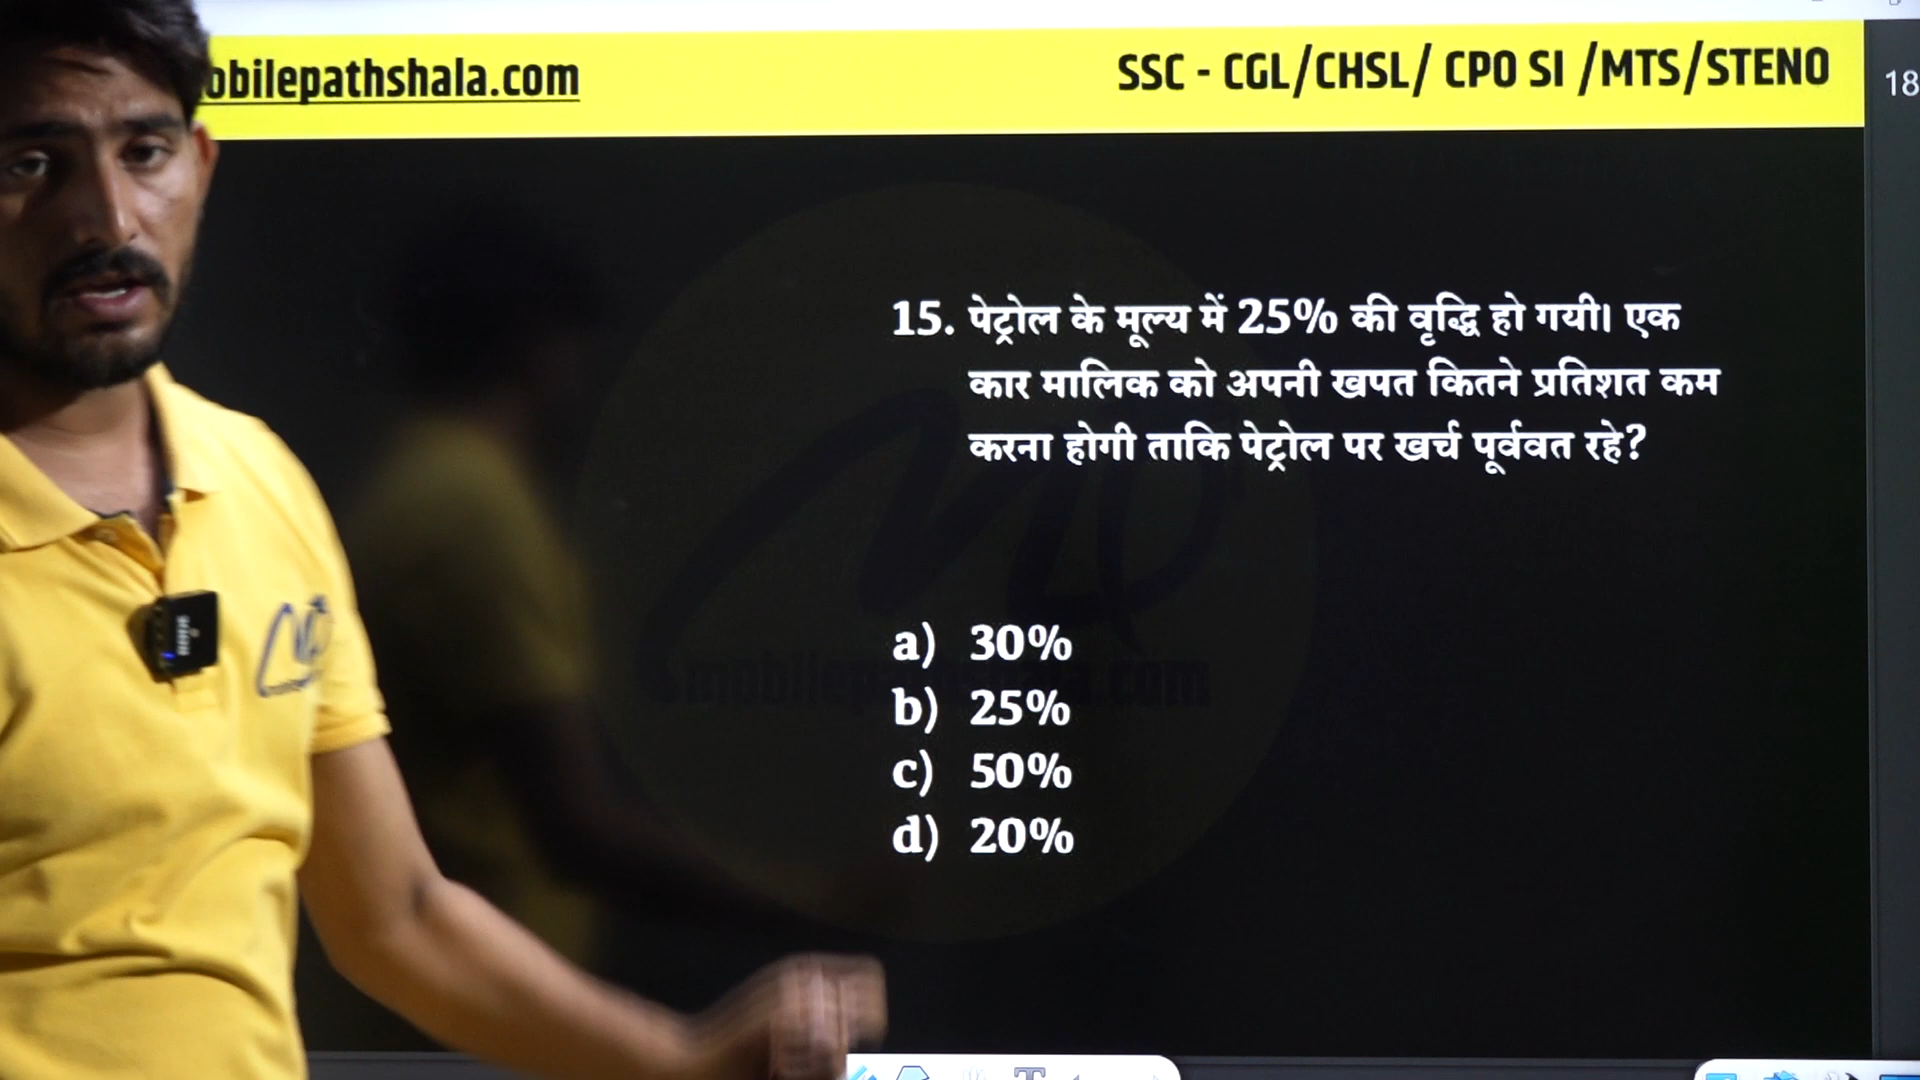 obilepathshala.com
SSC - CGL/CHSL/ CPO SI /MTS/STENO
18
15. पेट्रोल के मूल्य में 25% की वृद्धि हो गयी। एक
कार मालिक को अपनी खपत कितने प्रतिशत कम
करना होगी ताकि पेट्रोल पर खर्च पूर्ववत रहे?
a) 30%
b) 25%
c) 50%
d) 20%